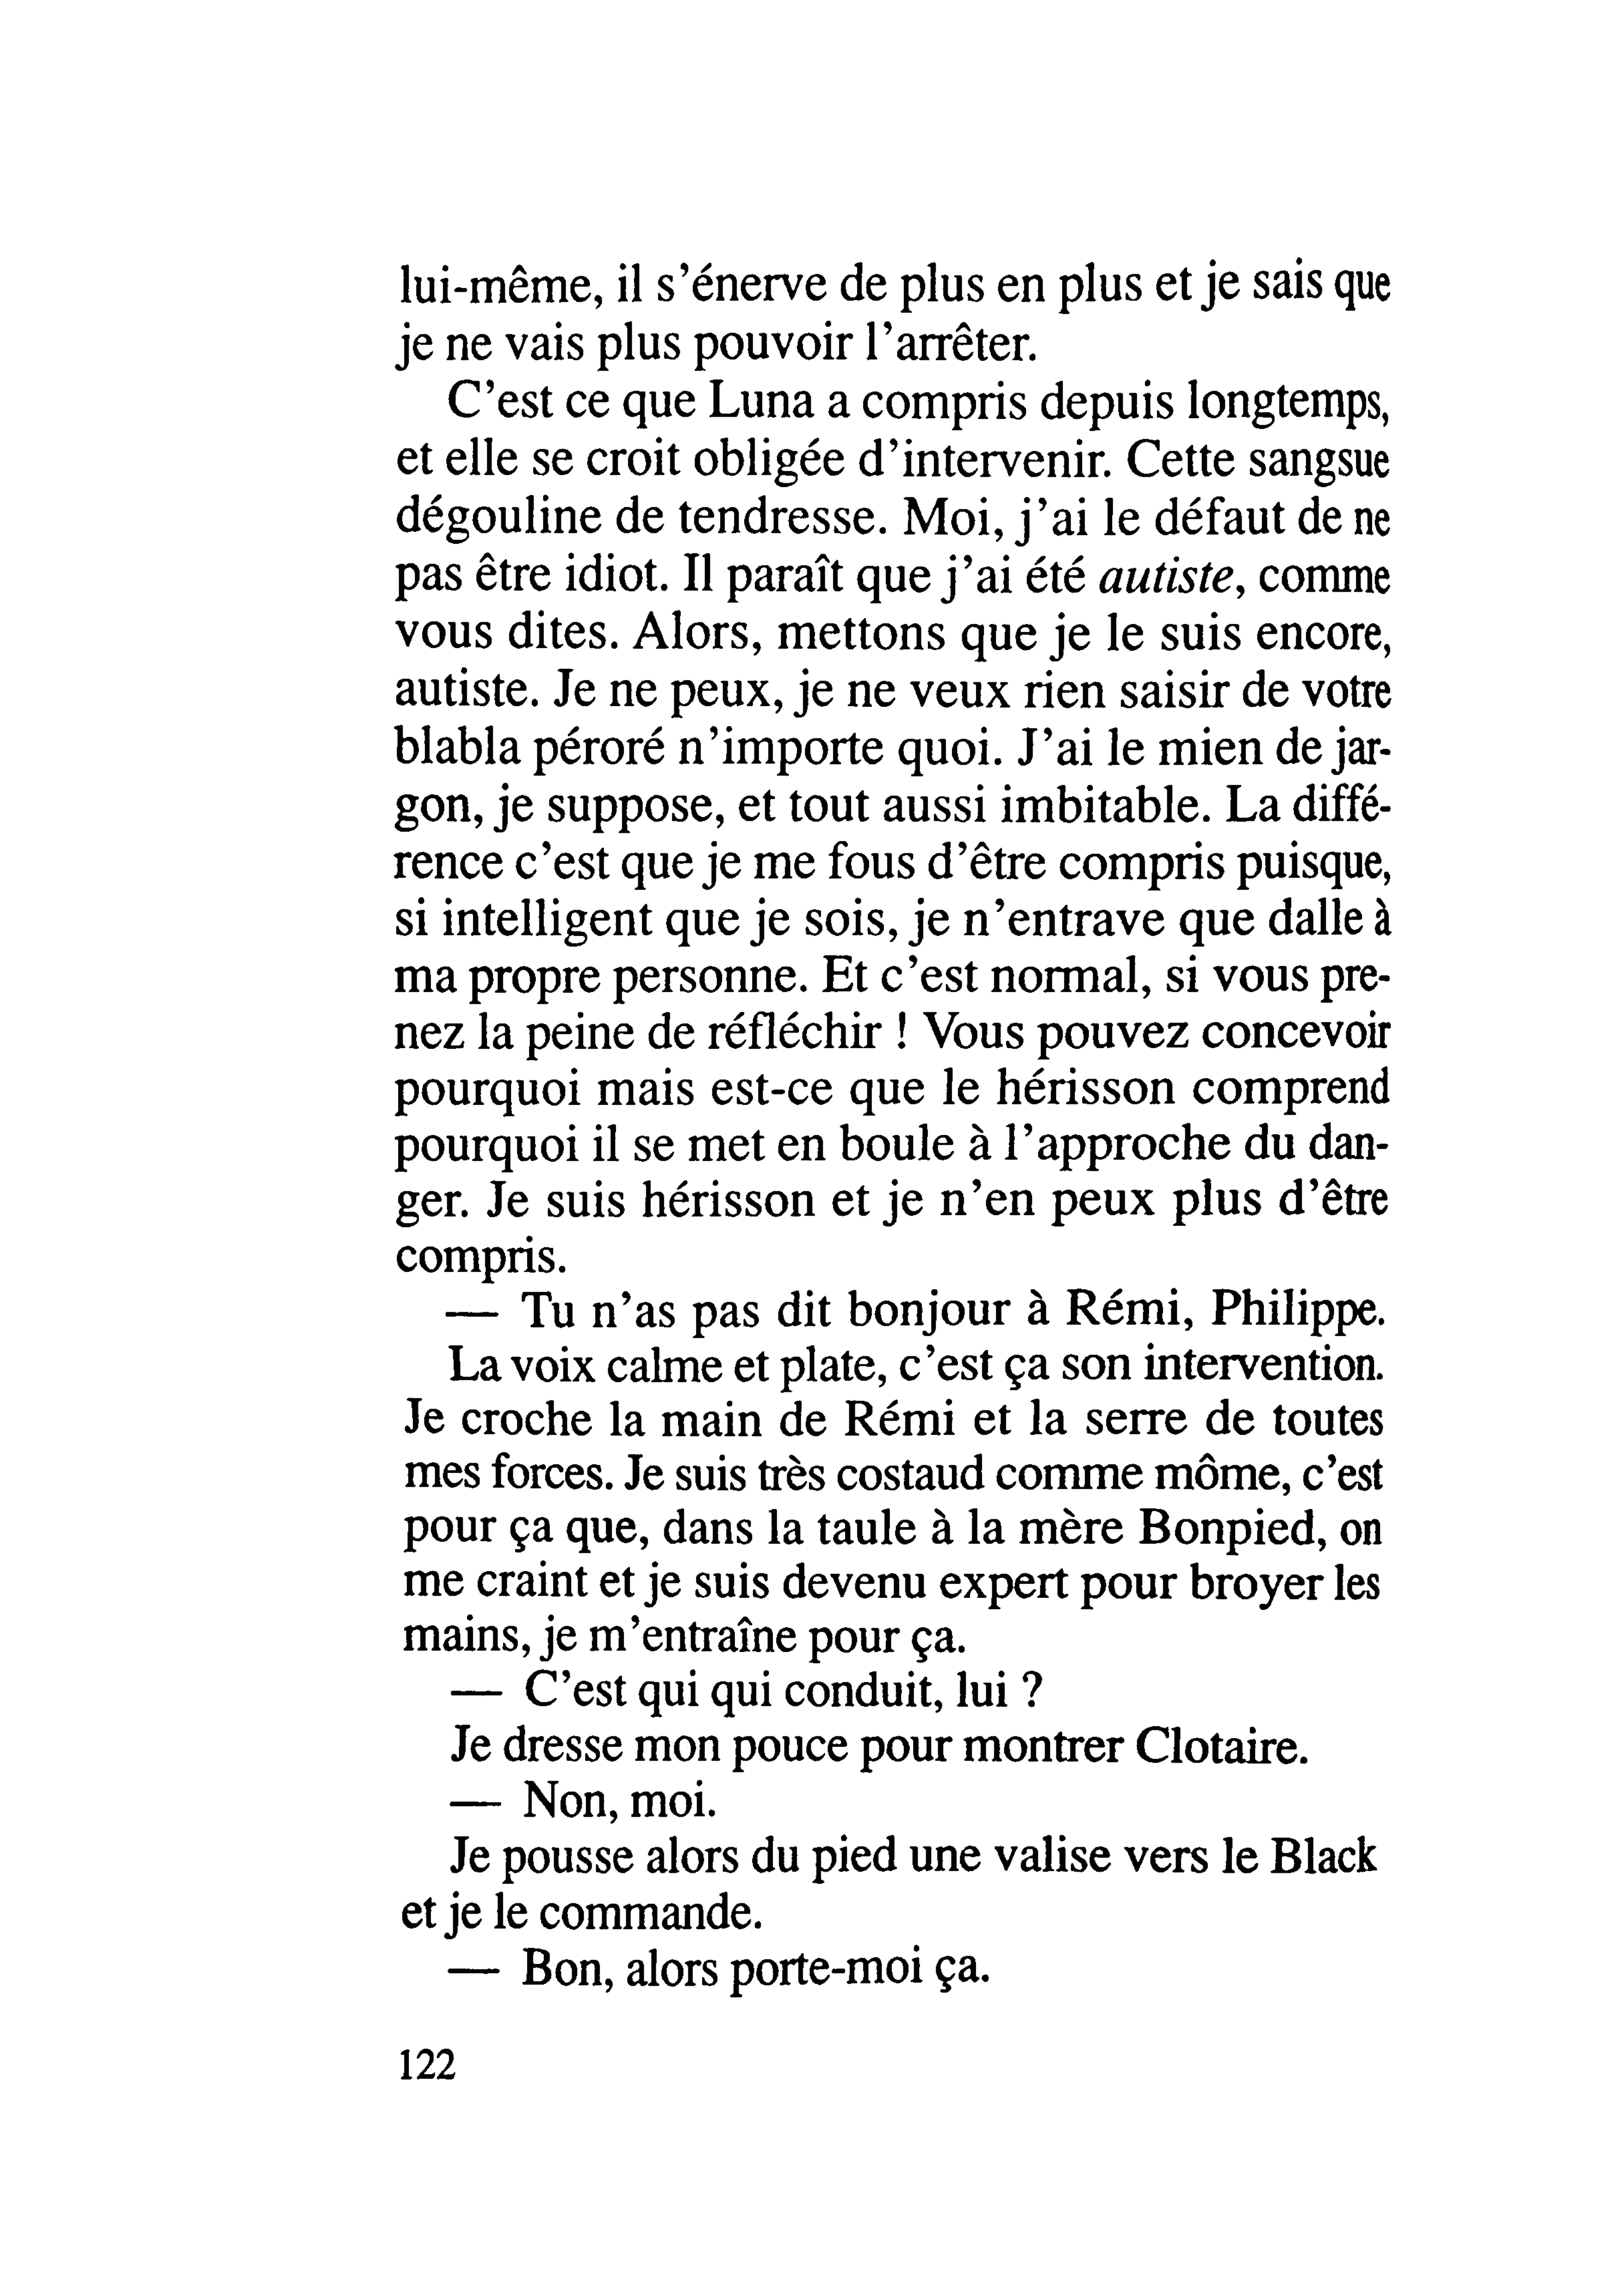 lui-même, il s'énerve de plus en plus et je sais que
je ne vais plus pouvoir l'arrêter.
C'est ce que Luna a compris depuis longtemps,
et elle se croit obligée d'intervenir. Cette sangsue
dégouline de tendresse. Moi, j'ai le défaut de ne
pas être idiot. Il paraît que j'ai été autiste, comme
vous dites. Alors, mettons que je le suis encore,
autiste. Je ne peux, je ne veux rien saisir de votre
blabla péroré n'importe quoi. J'ai le mien de jar-
gon, je suppose, et tout aussi imbitable. La diffé-
rence c'est que je me fous d'être compris puisque,
si intelligent que je sois, je n'entrave que dalle à
ma propre personne. Et c'est normal, si vous pre-
nez la peine de réfléchir ! Vous pouvez concevoir
pourquoi mais est-ce que le hérisson comprend
pourquoi il se met en boule à l'approche du dan-
ger. Je suis hérisson et je n'en peux plus d'être
compris.
— Tu n'as pas dit bonjour à Rémi, Philippe.
La voix calme et plate, c'est ça son intervention.
Je croche la main de Rémi et la serre de toutes
mes forces. Je suis très costaud comme môme, c'est
pour ça que, dans la taule à la mère Bonpied, on
me craint et je suis devenu expert pour broyer les
mains, je m'entraîne pour ça.
— C'est qui qui conduit, lui ?
Je dresse mon pouce pour montrer Clotaire.
— Non, moi.
Je pousse alors du pied une valise vers le Black
et je le commande.
— Bon, alors porte-moi ça.
122